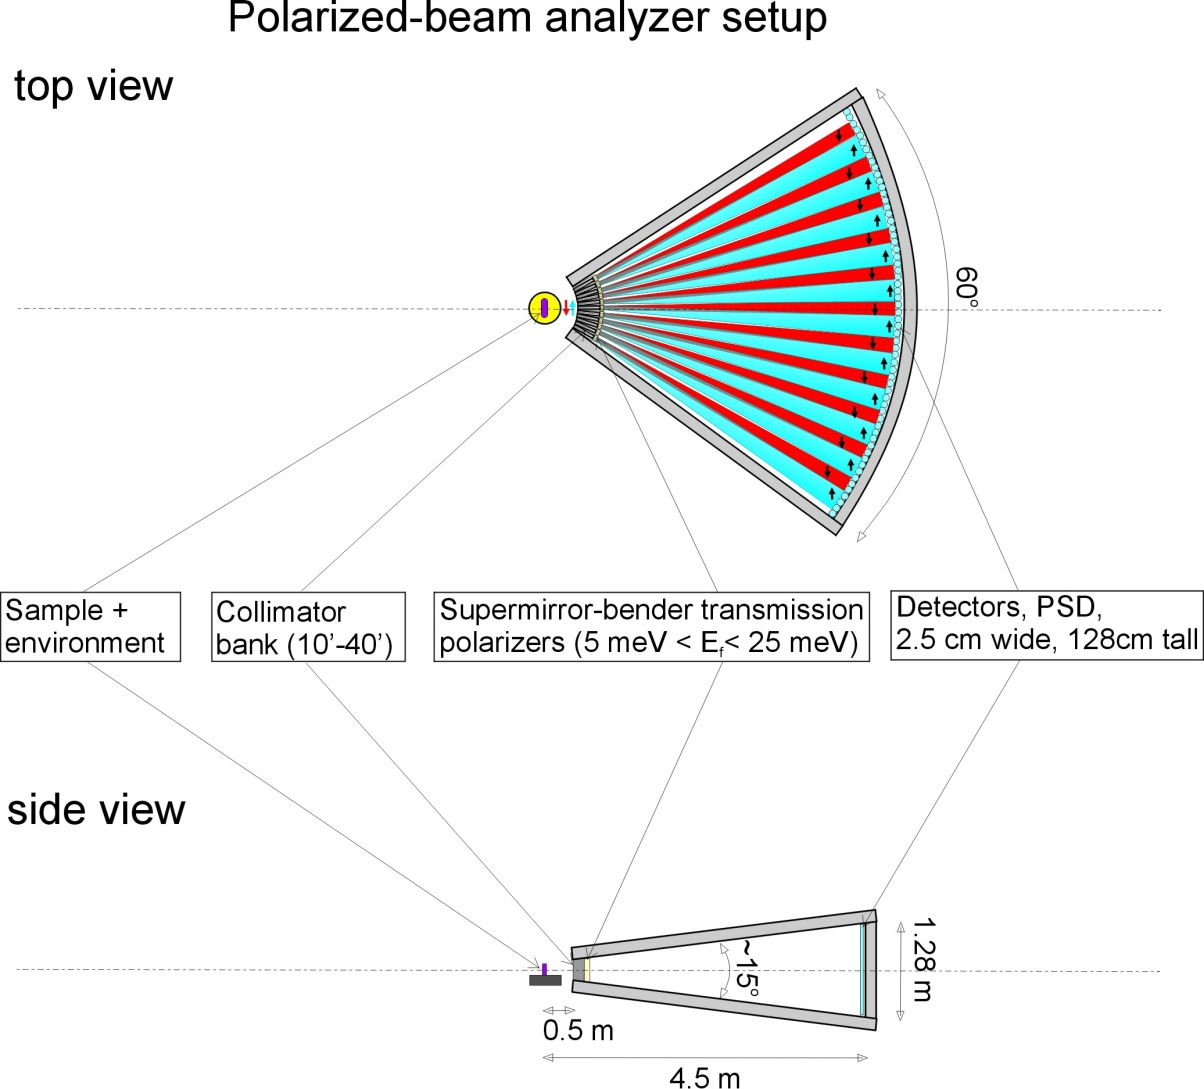 Polarized-beam analyzer setup
top view
60°
Sample +
environment
Collimator
bank (10’-40’)
Supermirror-bender transmission
polarizers (5 meV < Ef< 25 meV)
Detectors, PSD,
2.5 cm wide, 128cm tall
side view
~15°
1.28 m
0.5 m
4.5 m